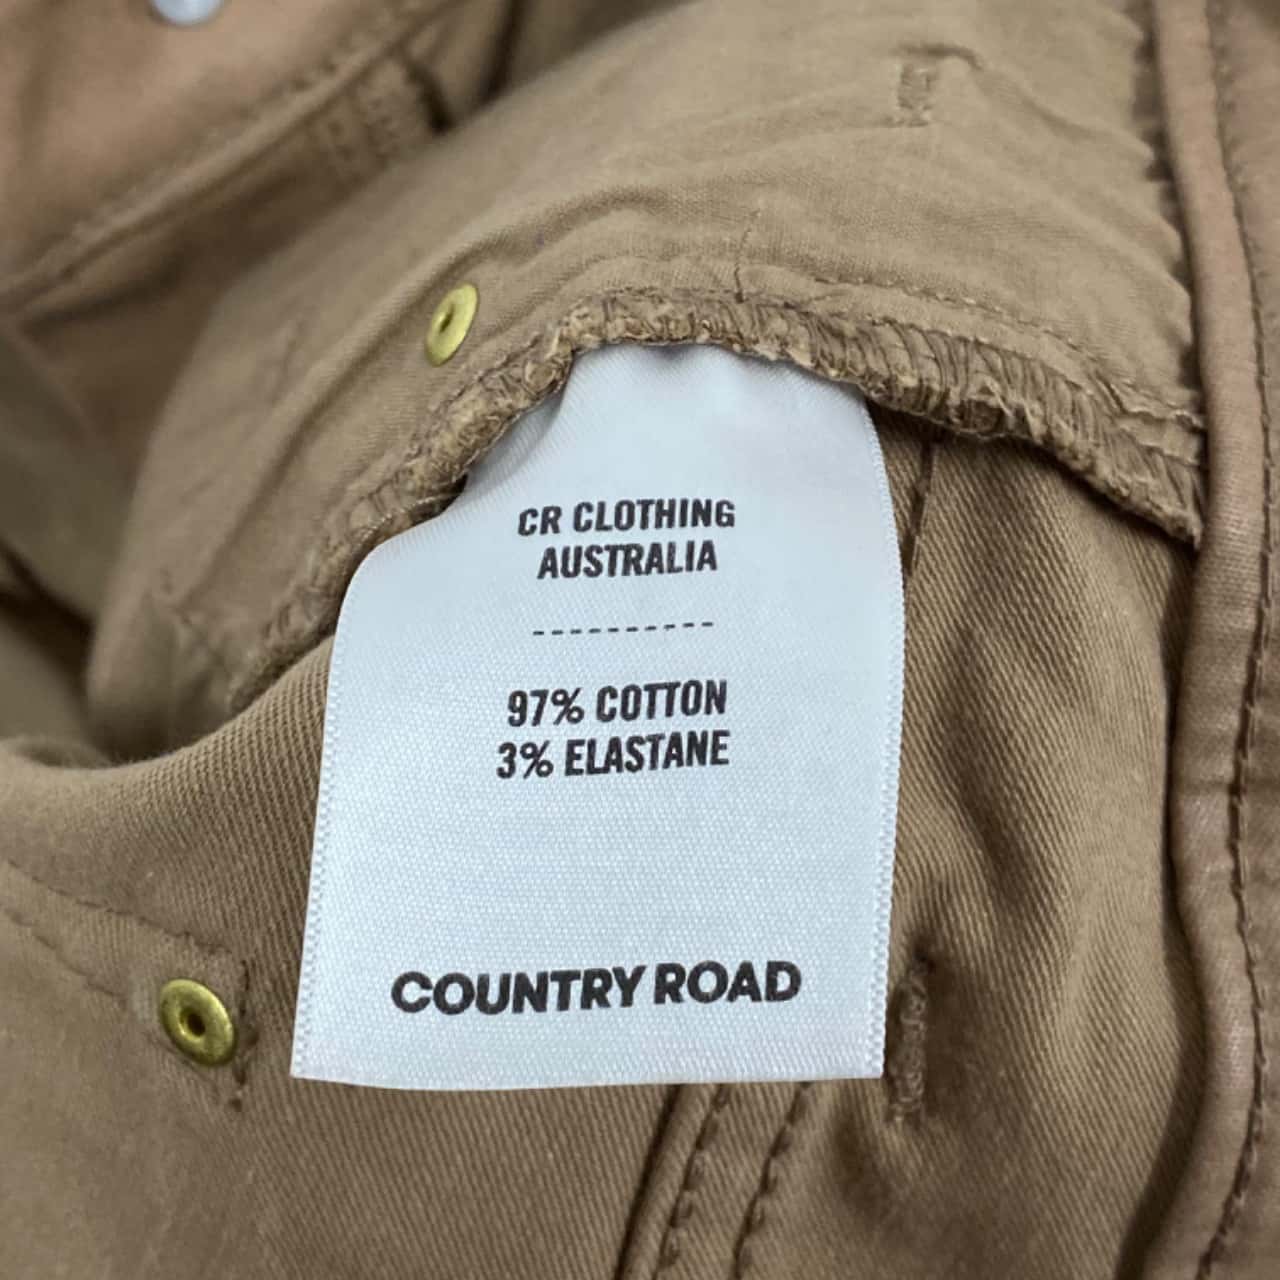 CR CLOTHING
AUSTRALIA
----------
97% COTTON
3% ELASTANE
COUNTRY ROAD